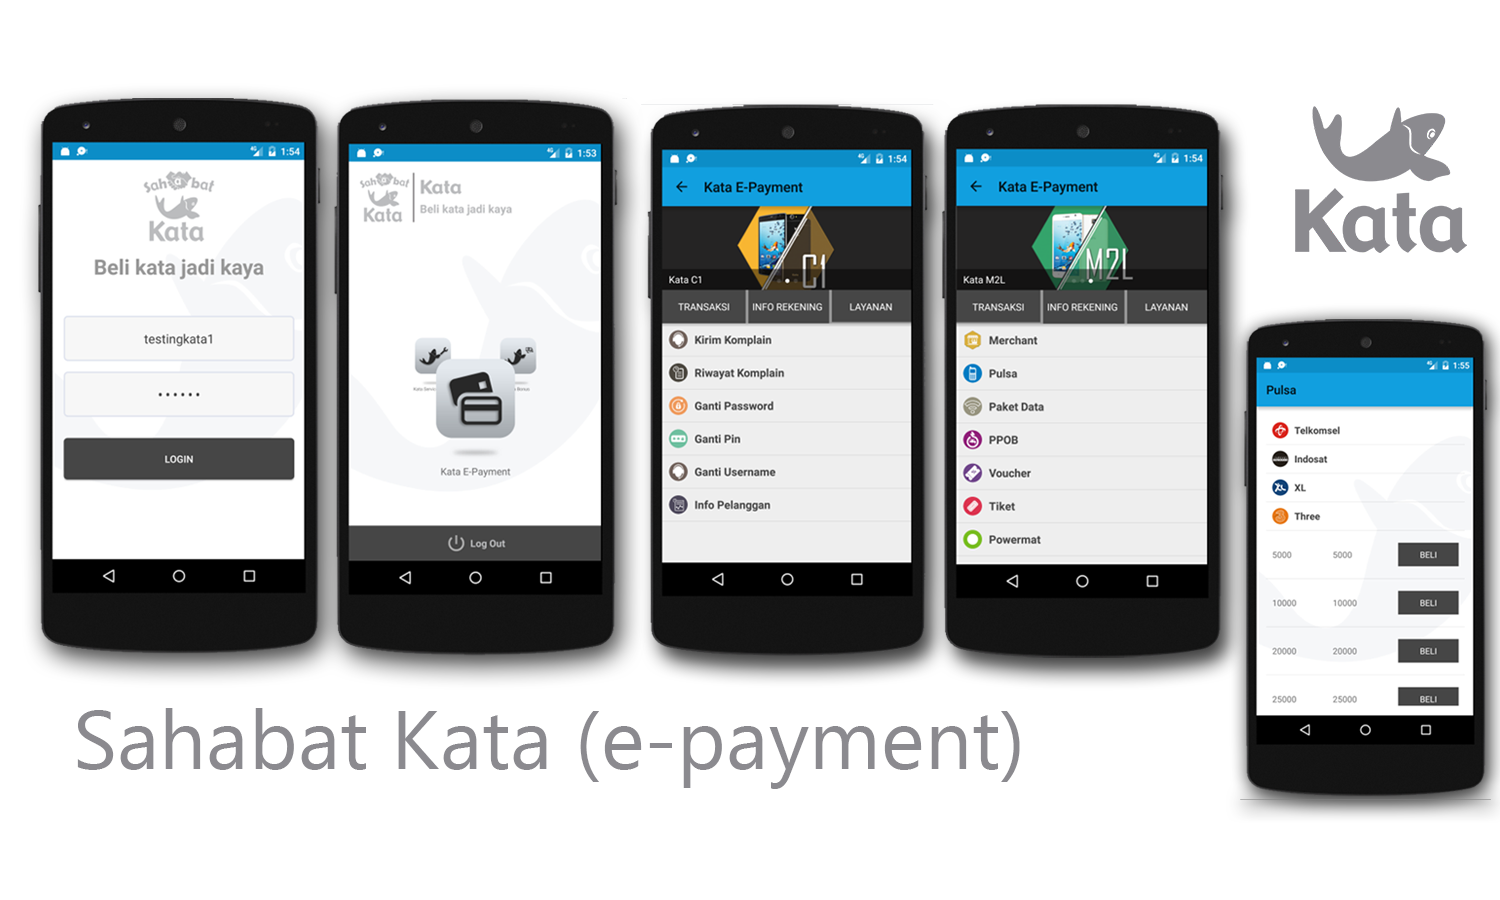 1:54
Sahabat
Kata
Beli kata jadi kaya
testingkata1
LOGIN
1:53
Sahabat
Kata
Kata
Beli kata jadi kaya
Kata E-Payment
Log Out
1:54
Kata E-Payment
C1
Kata C1
TRANSAKSI
INFO REKENING
LAYANAN
Kirim Komplain
Riwayat Komplain
Ganti Password
Ganti Pin
Ganti Username
Info Pelanggan
1:54
Kata E-Payment
M2L
Kata M2L
TRANSAKSI
INFO REKENING
LAYANAN
Merchant
Pulsa
Paket Data
PPOB
Voucher
Tiket
Powermat
Kata
1:55
Pulsa
Telkomsel
Indosat
XL
Three
5000 5000 BELI
10000 10000 BELI
20000 20000 BELI
25000 25000 BELI
Sahabat Kata (e-payment)